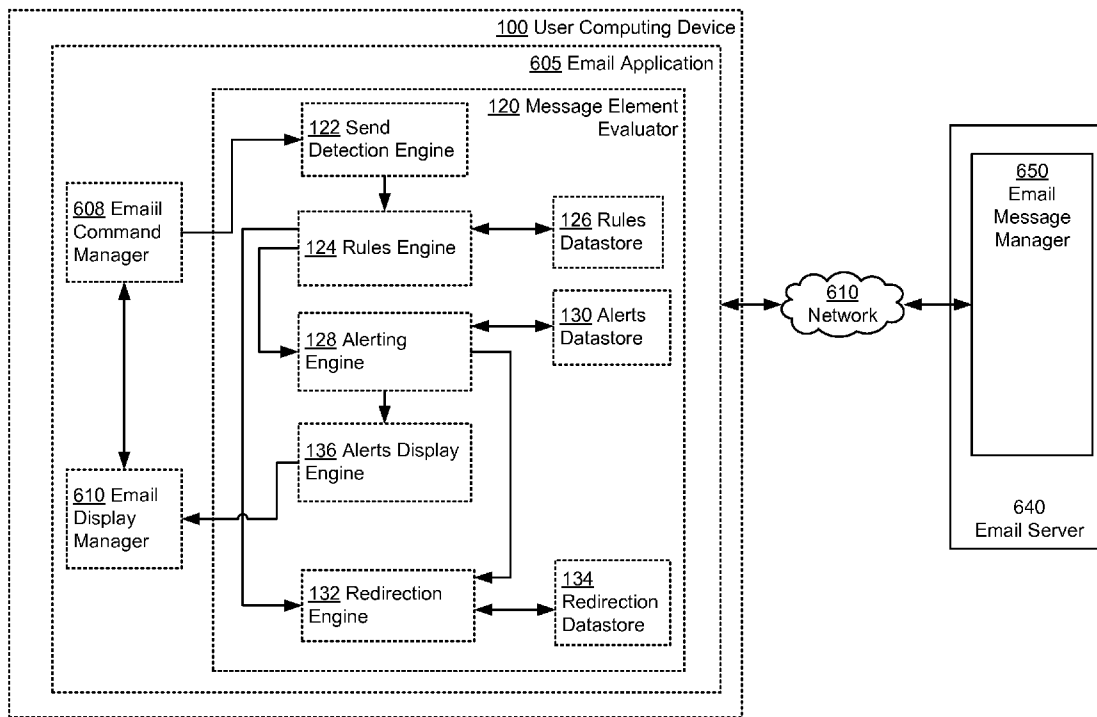 100 User Computing Device
605 Email Application
120 Message Element
Evaluator
122 Send
Detection Engine
608 Emaiil
Command
Manager
124 Rules Engine
126 Rules
Datastore
128 Alerting
Engine
130 Alerts
Datastore
136 Alerts Display
Engine
610 Email
Display
Manager
132 Redirection
Engine
134
Redirection
Datastore
610
Network
650
Email
Message
Manager
640
Email Server